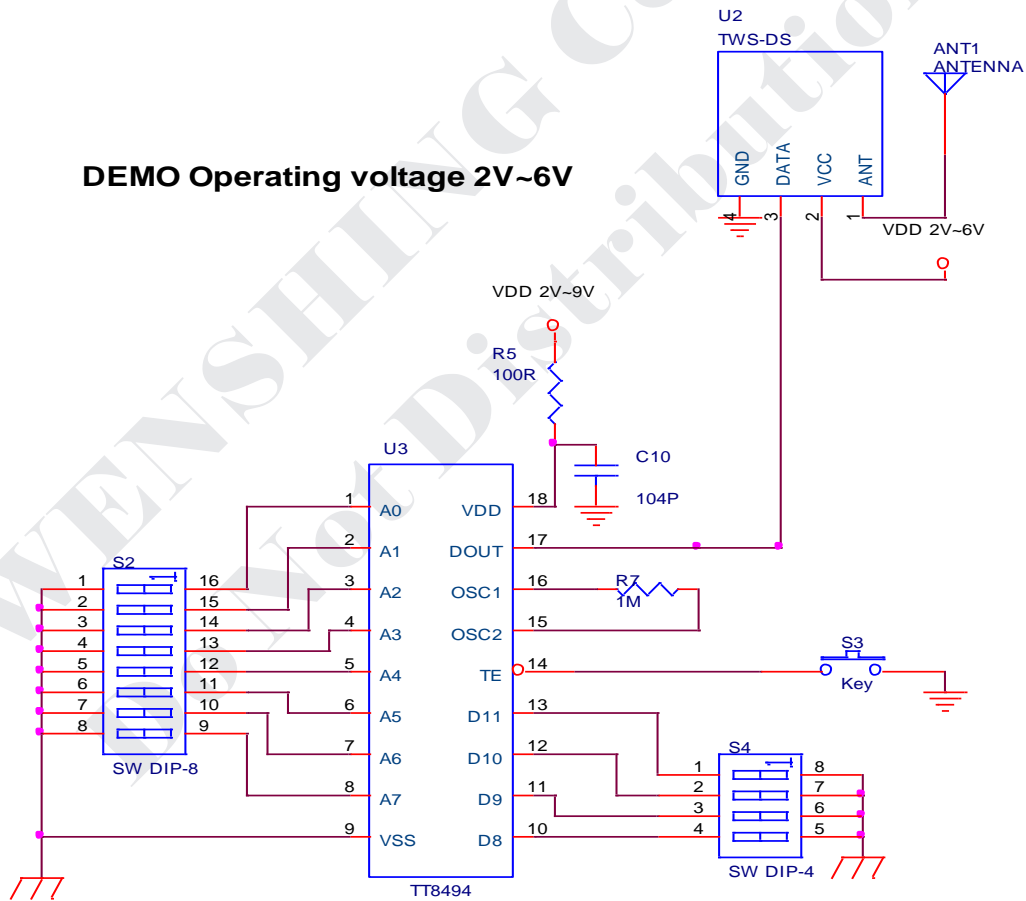 U2
TWS-DS
ANT1
ANTENNA
GND
DATA
VCC
ANT
4
3
2
1
DEMO Operating voltage 2V~6V
VDD 2V~6V
VDD 2V~9V
R5
100R
C10
104P
U3
1 A0 VDD 18
2 A1 DOUT 17
3 A2 OSC1 16
4 A3 OSC2 15
5 A4 TE 14
6 A5 D11 13
7 A6 D10 12
8 A7 D9 11
9 VSS D8 10
TT8494
R7
1M
S3
Key
S2
1 16
2 15
3 14
4 13
5 12
6 11
7 10
8 9
SW DIP-8
S4
1 8
2 7
3 6
4 5
SW DIP-4
WENSHING
Do Not Distribution